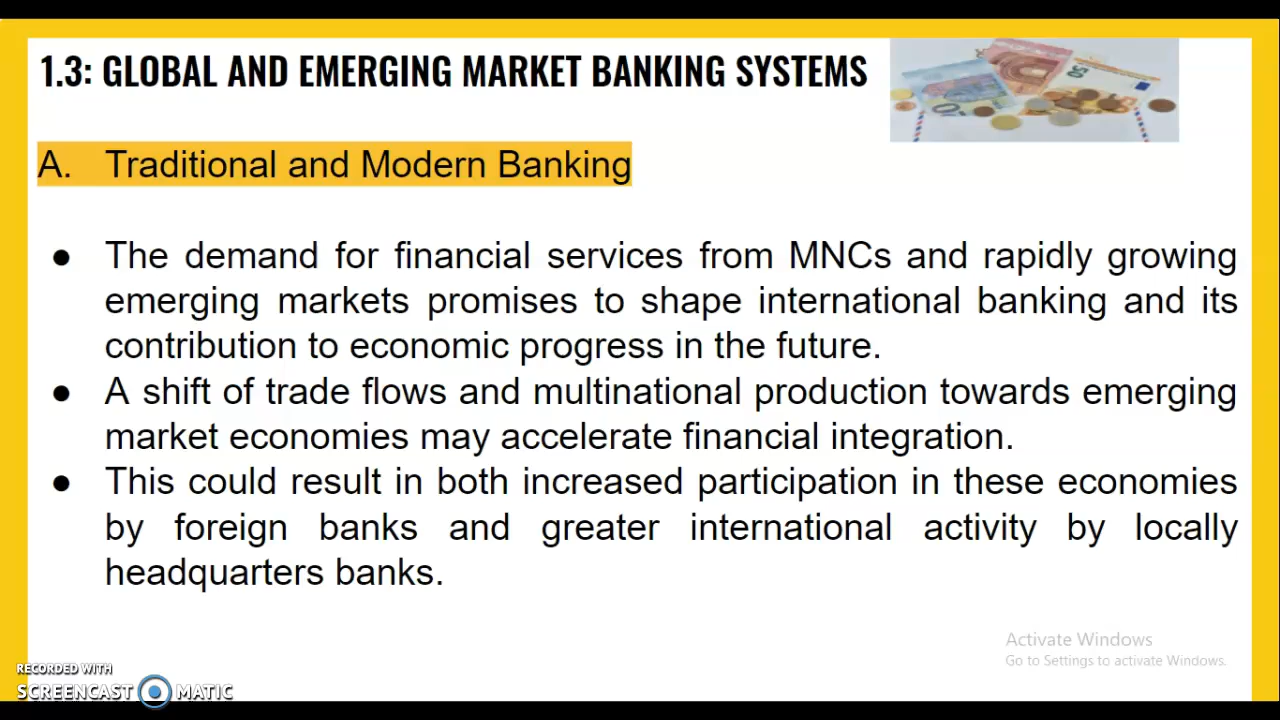 1.3: GLOBAL AND EMERGING MARKET BANKING SYSTEMS
A. Traditional and Modern Banking
● The demand for financial services from MNCs and rapidly growing
emerging markets promises to shape international banking and its
contribution to economic progress in the future.
● A shift of trade flows and multinational production towards emerging
market economies may accelerate financial integration.
● This could result in both increased participation in these economies
by foreign banks and greater international activity by locally
headquarters banks.
Activate Windows
Go to Settings to activate Windows.
RECORDED WITH
SCREENCAST MATIC